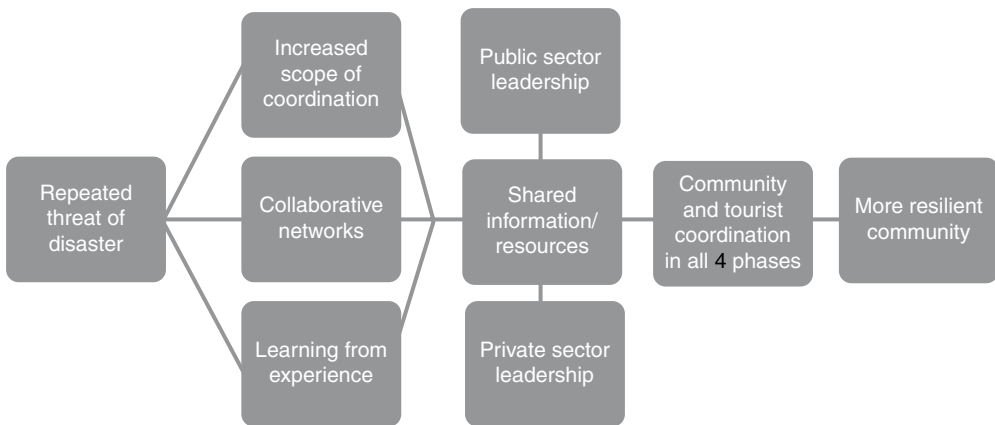 Repeated
threat of
disaster
Increased
scope of
coordination
Collaborative
networks
Learning from
experience
Public sector
leadership
Shared
information/
resources
Private sector
leadership
Community
and tourist
coordination
in all 4 phases
More resilient
community